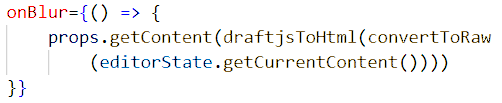 onBlur={() => {
props.getContent(draftjsToHtml(convertToRaw
(editorState.getCurrentContent())))
}}